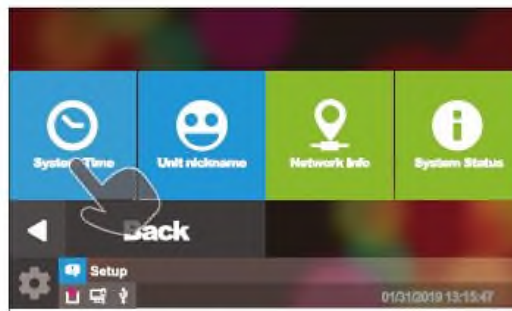 System Time
Unit nickname
Network Info
System Status
Back
Setup
01/31/2019 13:15:47